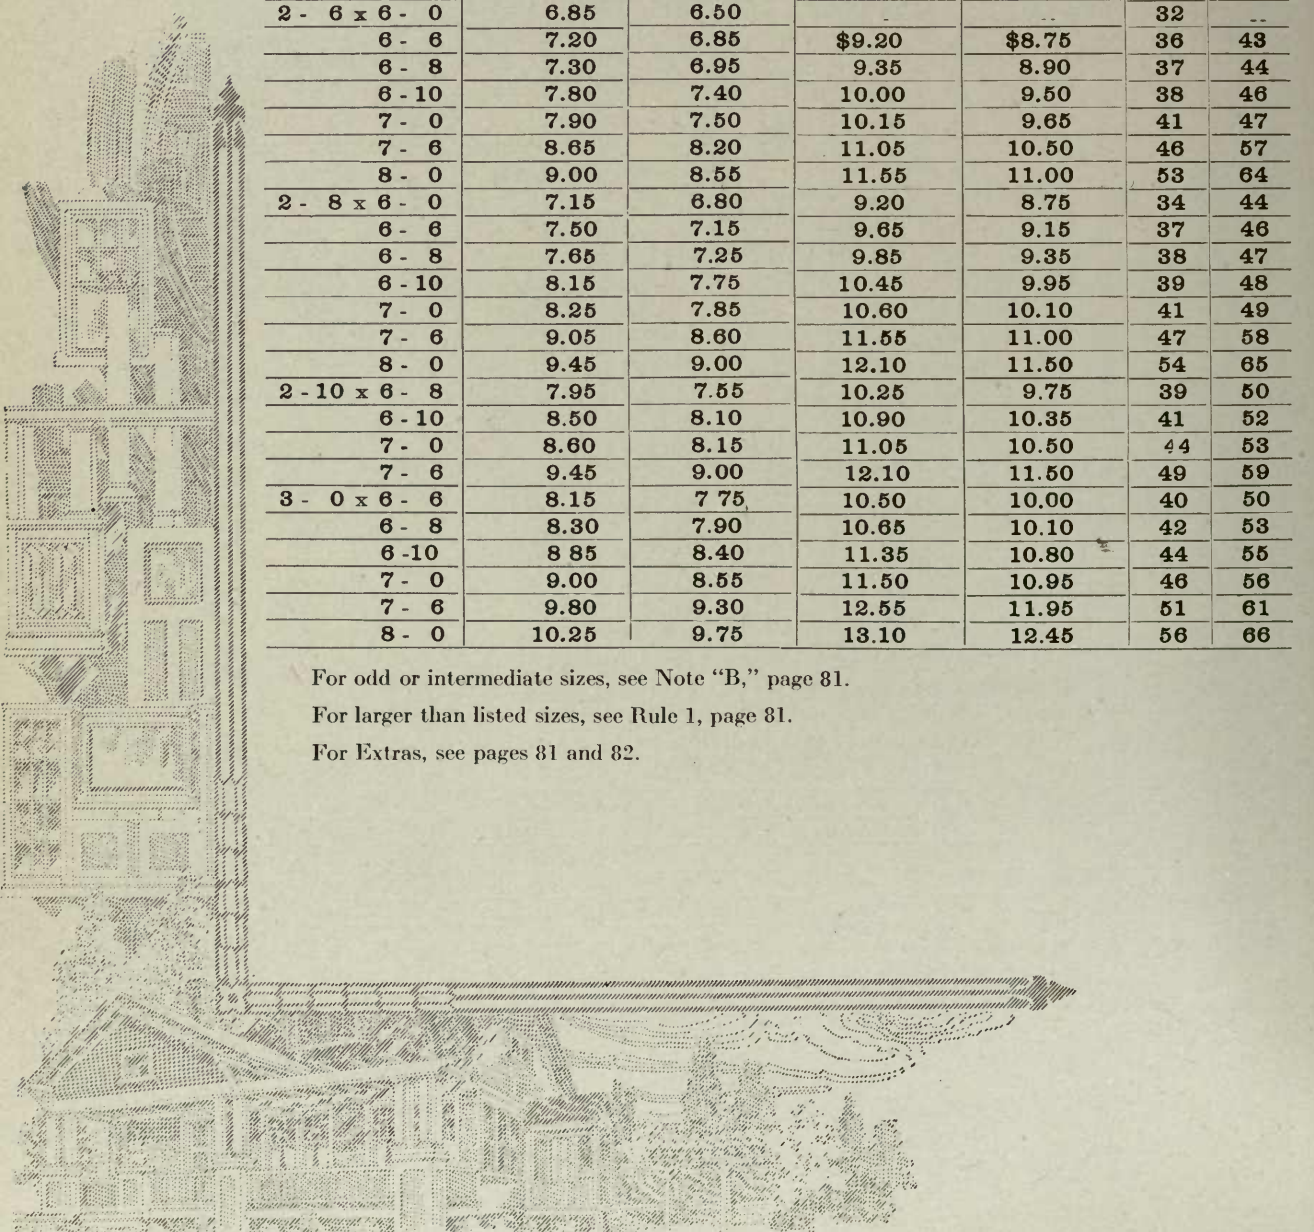 2 - 6 x 6 - 0 6.85 6.50 - -- 32 --
6 - 6 7.20 6.85 $9.20 $8.75 36 43
6 - 8 7.30 6.95 9.35 8.90 37 44
6 - 10 7.80 7.40 10.00 9.50 38 46
7 - 0 7.90 7.50 10.15 9.65 41 47
7 - 6 8.65 8.20 11.05 10.50 46 57
8 - 0 9.00 8.55 11.55 11.00 53 64
2 - 8 x 6 - 0 7.15 6.80 9.20 8.75 34 44
6 - 6 7.50 7.15 9.65 9.15 37 46
6 - 8 7.65 7.25 9.85 9.35 38 47
6 - 10 8.15 7.75 10.45 9.95 39 48
7 - 0 8.25 7.85 10.60 10.10 41 49
7 - 6 9.05 8.60 11.55 11.00 47 58
8 - 0 9.45 9.00 12.10 11.50 54 65
2 - 10 x 6 - 8 7.95 7.55 10.25 9.75 39 50
6 - 10 8.50 8.10 10.90 10.35 41 52
7 - 0 8.60 8.15 11.05 10.50 44 53
7 - 6 9.45 9.00 12.10 11.50 49 59
3 - 0 x 6 - 6 8.15 7 75 10.50 10.00 40 50
6 - 8 8.30 7.90 10.65 10.10 42 53
6 -10 8 85 8.40 11.35 10.80 44 55
7 - 0 9.00 8.55 11.50 10.95 46 56
7 - 6 9.80 9.30 12.55 11.95 51 61
8 - 0 10.25 9.75 13.10 12.45 56 66
For odd or intermediate sizes, see Note “B,” page 81.
For larger than listed sizes, see Rule 1, page 81.
For Extras, see pages 81 and 82.